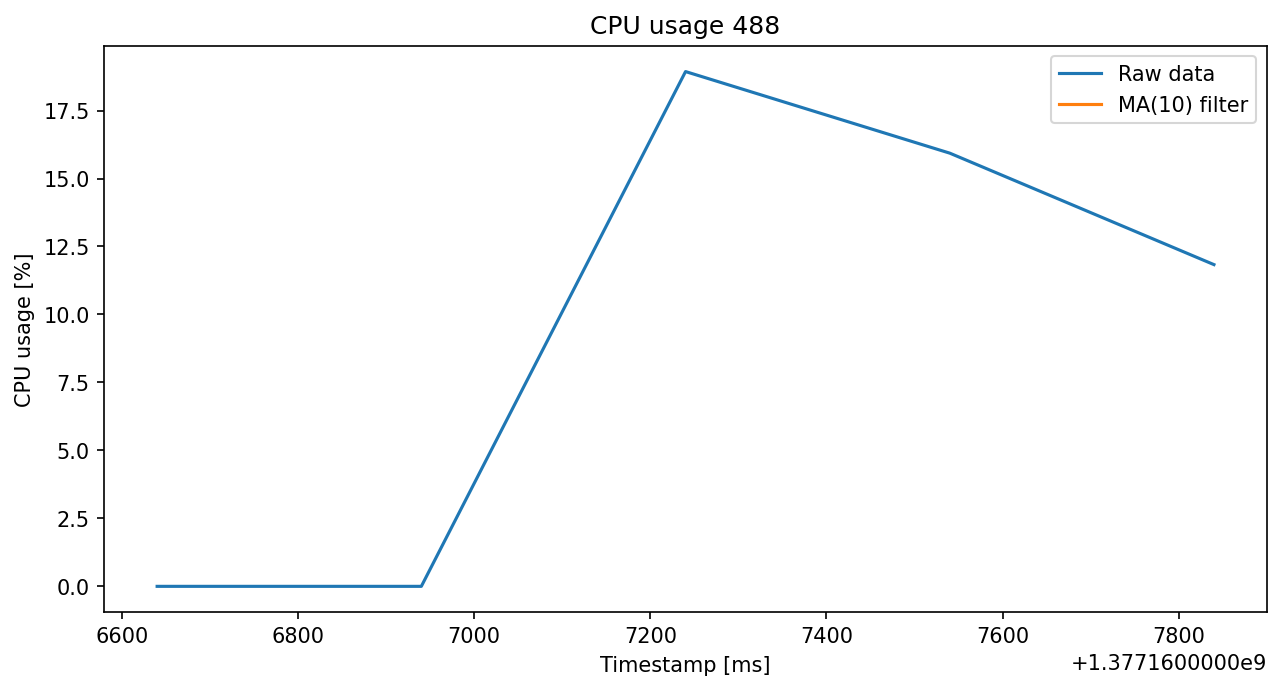 CPU usage 488
Raw data
MA(10) filter
CPU usage [%]
17.5
15.0
12.5
10.0
7.5
5.0
2.5
0.0
6600 6800 7000 7200 7400 7600 7800
Timestamp [ms]
+1.3771600000e9